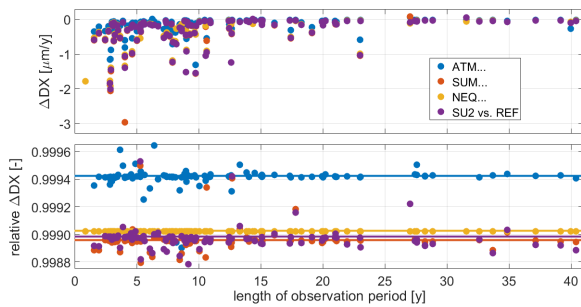 0
-1
-2
-3
ΔDX [μm/y]
ATM...
SUM...
NEQ...
SU2 vs. REF
0.9996
0.9994
0.9992
0.9990
0.9988
relative ΔDX [-]
0 5 10 15 20 25 30 35 40
length of observation period [y]